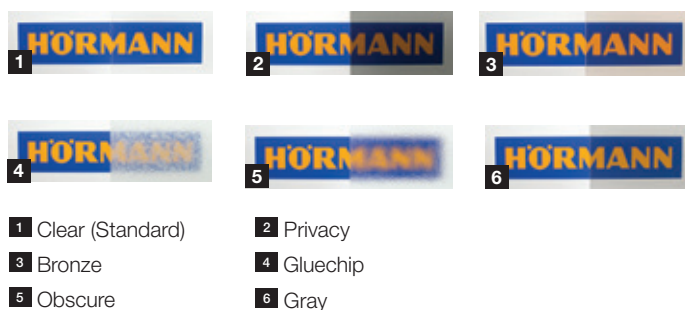 HÖRMANN HÖRMANN HÖRMANN
1 2 3
HÖRMANN HÖRMANN HÖRMANN
4 5 6
1 Clear (Standard) 2 Privacy
3 Bronze 4 Gluechip
5 Obscure 6 Gray